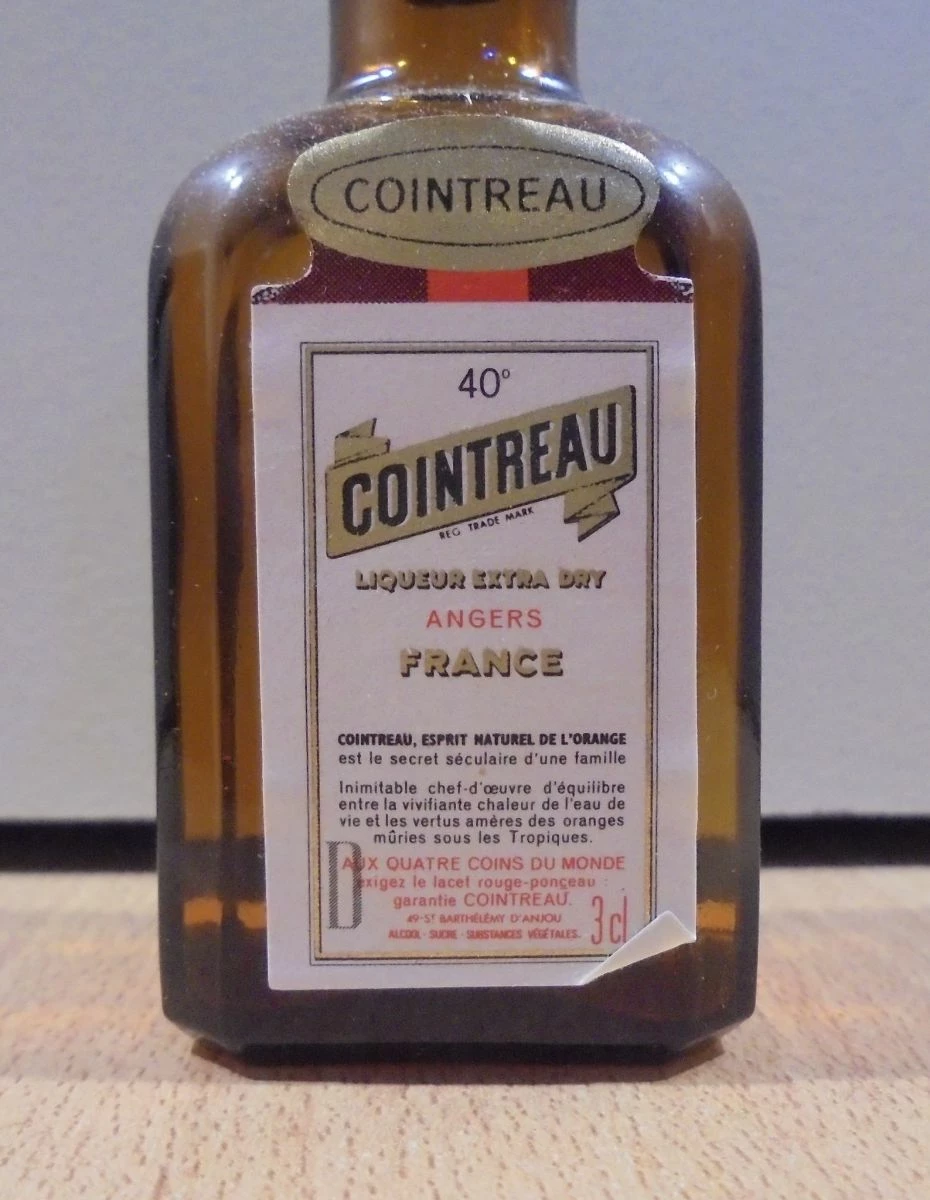 COINTREAU
40°
COINTREAU
REG. TRADE MARK
LIQUEUR EXTRA DRY
ANGERS
FRANCE
COINTREAU, ESPRIT NATUREL DE L'ORANGE
est le secret séculaire d'une famille
Inimitable chef-d'œuvre d'équilibre
entre la vivifiante chaleur de l'eau de
vie et les vertus amères des oranges
mûries sous les Tropiques.
AUX QUATRE COINS DU MONDE
exigez le lacet rouge-ponceau :
garantie COINTREAU.
49-ST BARTHÉLÉMY D'ANJOU
ALCOOL - SUCRE - SUBSTANCES VÉGÉTALES.
D
3 cl